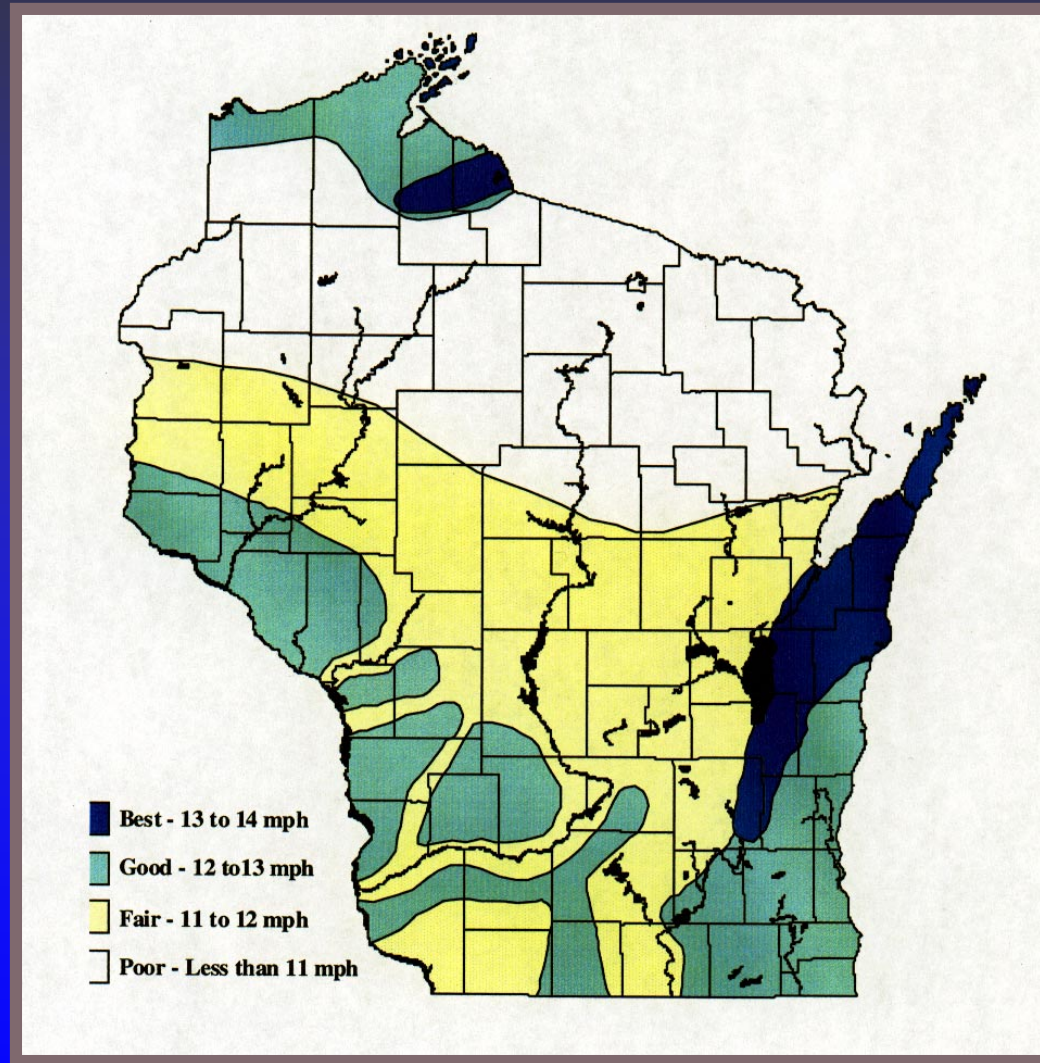 Best - 13 to 14 mph
Good - 12 to13 mph
Fair - 11 to 12 mph
Poor - Less than 11 mph